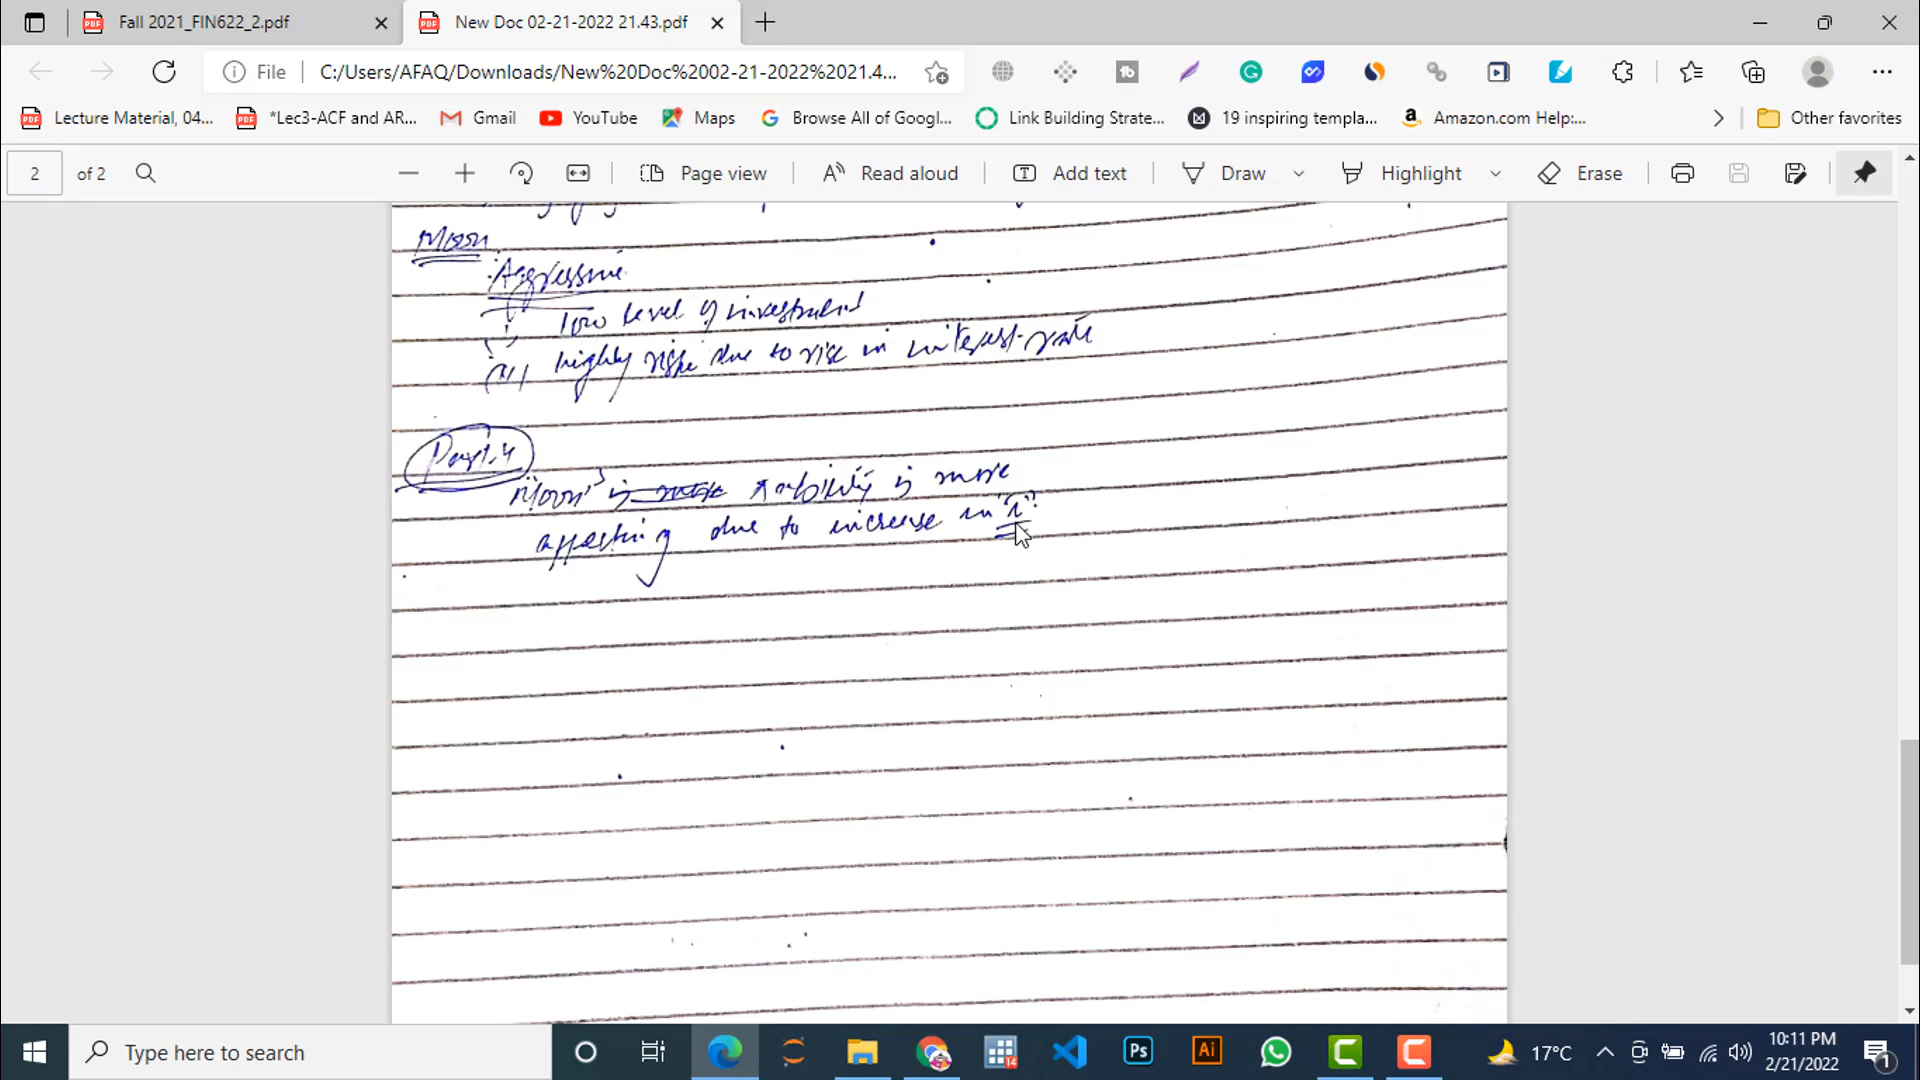 Fall 2021_FIN622_2.pdf
New Doc 02-21-2022 21.43.pdf
File
C:/Users/AFAQ/Downloads/New%20Doc%2002-21-2022%2021.4...
Lecture Material, 04...
*Lec3-ACF and AR...
Gmail
YouTube
Maps
Browse All of Googl...
Link Building Strate...
19 inspiring templa...
Amazon.com Help:...
Other favorites
2 of 2
Page view
Read aloud
Add text
Draw
Highlight
Erase
Moon
Aggressive
low level of investment
highly due to rise in interest rate
Part.4
Moon's is more
due to increase in "i"
Type here to search
14
Ps
Ai
17°C
10:11 PM
2/21/2022
1